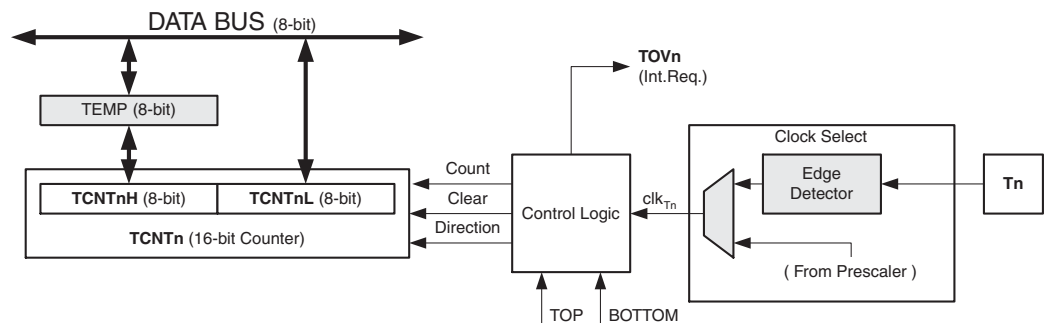 DATA BUS (8-bit)
TEMP (8-bit)
TCNTnH (8-bit) TCNTnL (8-bit)
TCNTn (16-bit Counter)
Count
Clear
Direction
Control Logic
TOVn
(Int.Req.)
TOP
BOTTOM
clkTn
Clock Select
Edge
Detector
( From Prescaler )
Tn